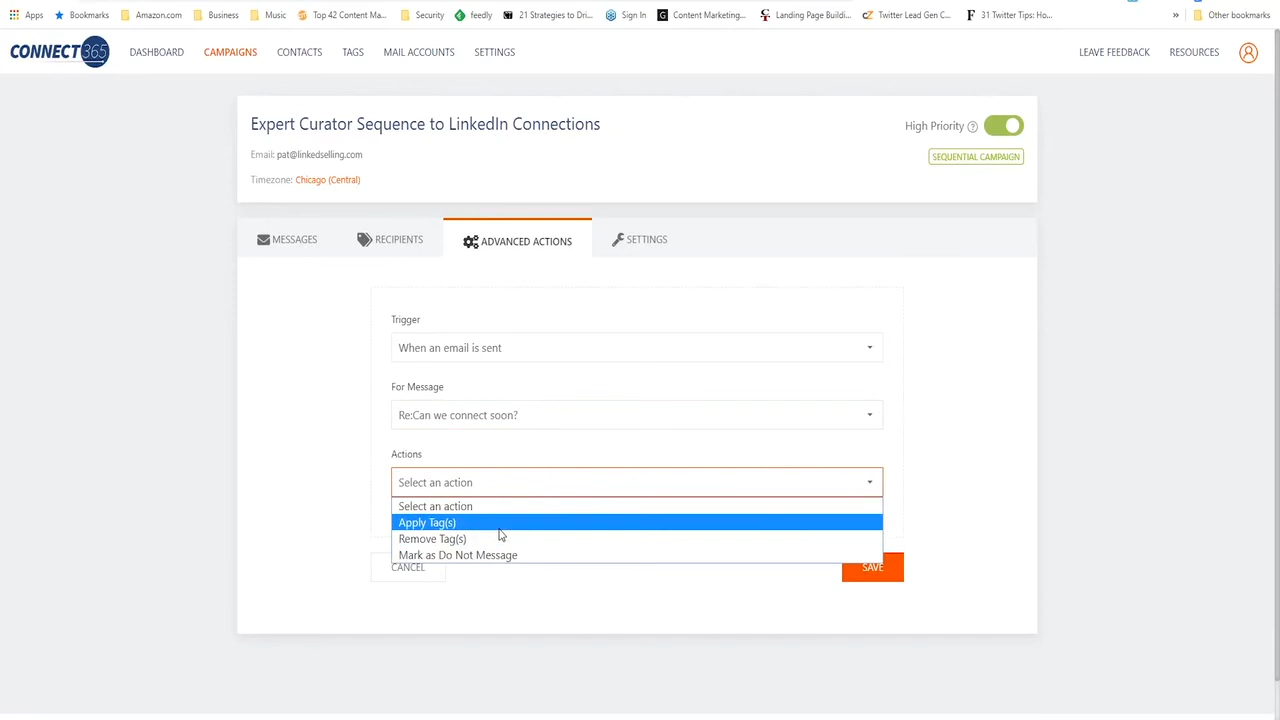 Apps Bookmarks Amazon.com Business Music Top 42 Content Ma... Security feedly 21 Strategies to Dri... Sign In Content Marketing... Landing Page Buildi... Twitter Lead Gen C... 31 Twitter Tips: Ho... » Other bookmarks
CONNECT365 DASHBOARD CAMPAIGNS CONTACTS TAGS MAIL ACCOUNTS SETTINGS LEAVE FEEDBACK RESOURCES
Expert Curator Sequence to LinkedIn Connections
High Priority ?
Email: pat@linkedselling.com
SEQUENTIAL CAMPAIGN
Timezone: Chicago (Central)
MESSAGES RECIPIENTS ADVANCED ACTIONS SETTINGS
Trigger
When an email is sent
For Message
Re:Can we connect soon?
Actions
Select an action
Select an action
Apply Tag(s)
Remove Tag(s)
Mark as Do Not Message
CANCEL SAVE